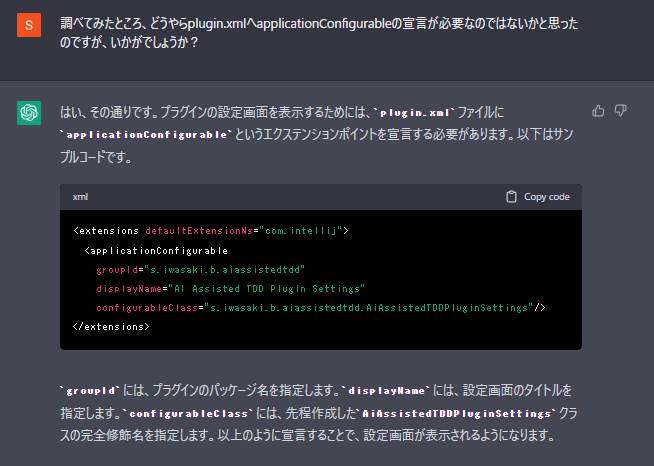 S
調べてみたところ、どうやらplugin.xmlへapplicationConfigurableの宣言が必要なのではないかと思った
のですが、いかがでしょうか？
はい、その通りです。プラグインの設定画面を表示するためには、`plugin.xml`ファイルに
`applicationConfigurable`というエクステンションポイントを宣言する必要があります。以下はサン
プルコードです。
xml Copy code
<extensions defaultExtensionNs="com.intellij">
<applicationConfigurable
groupId="s.iwasaki.b.aiassistedtdd"
displayName="AI Assisted TDD Plugin Settings"
configurableClass="s.iwasaki.b.aiassistedtdd.AiAssistedTDDPluginSettings"/>
</extensions>
`groupId`には、プラグインのパッケージ名を指定します。`displayName`には、設定画面のタイトルを
指定します。`configurableClass`には、先程作成した`AiAssistedTDDPluginSettings`クラ
スの完全修飾名を指定します。以上のように宣言することで、設定画面が表示されるようになります。